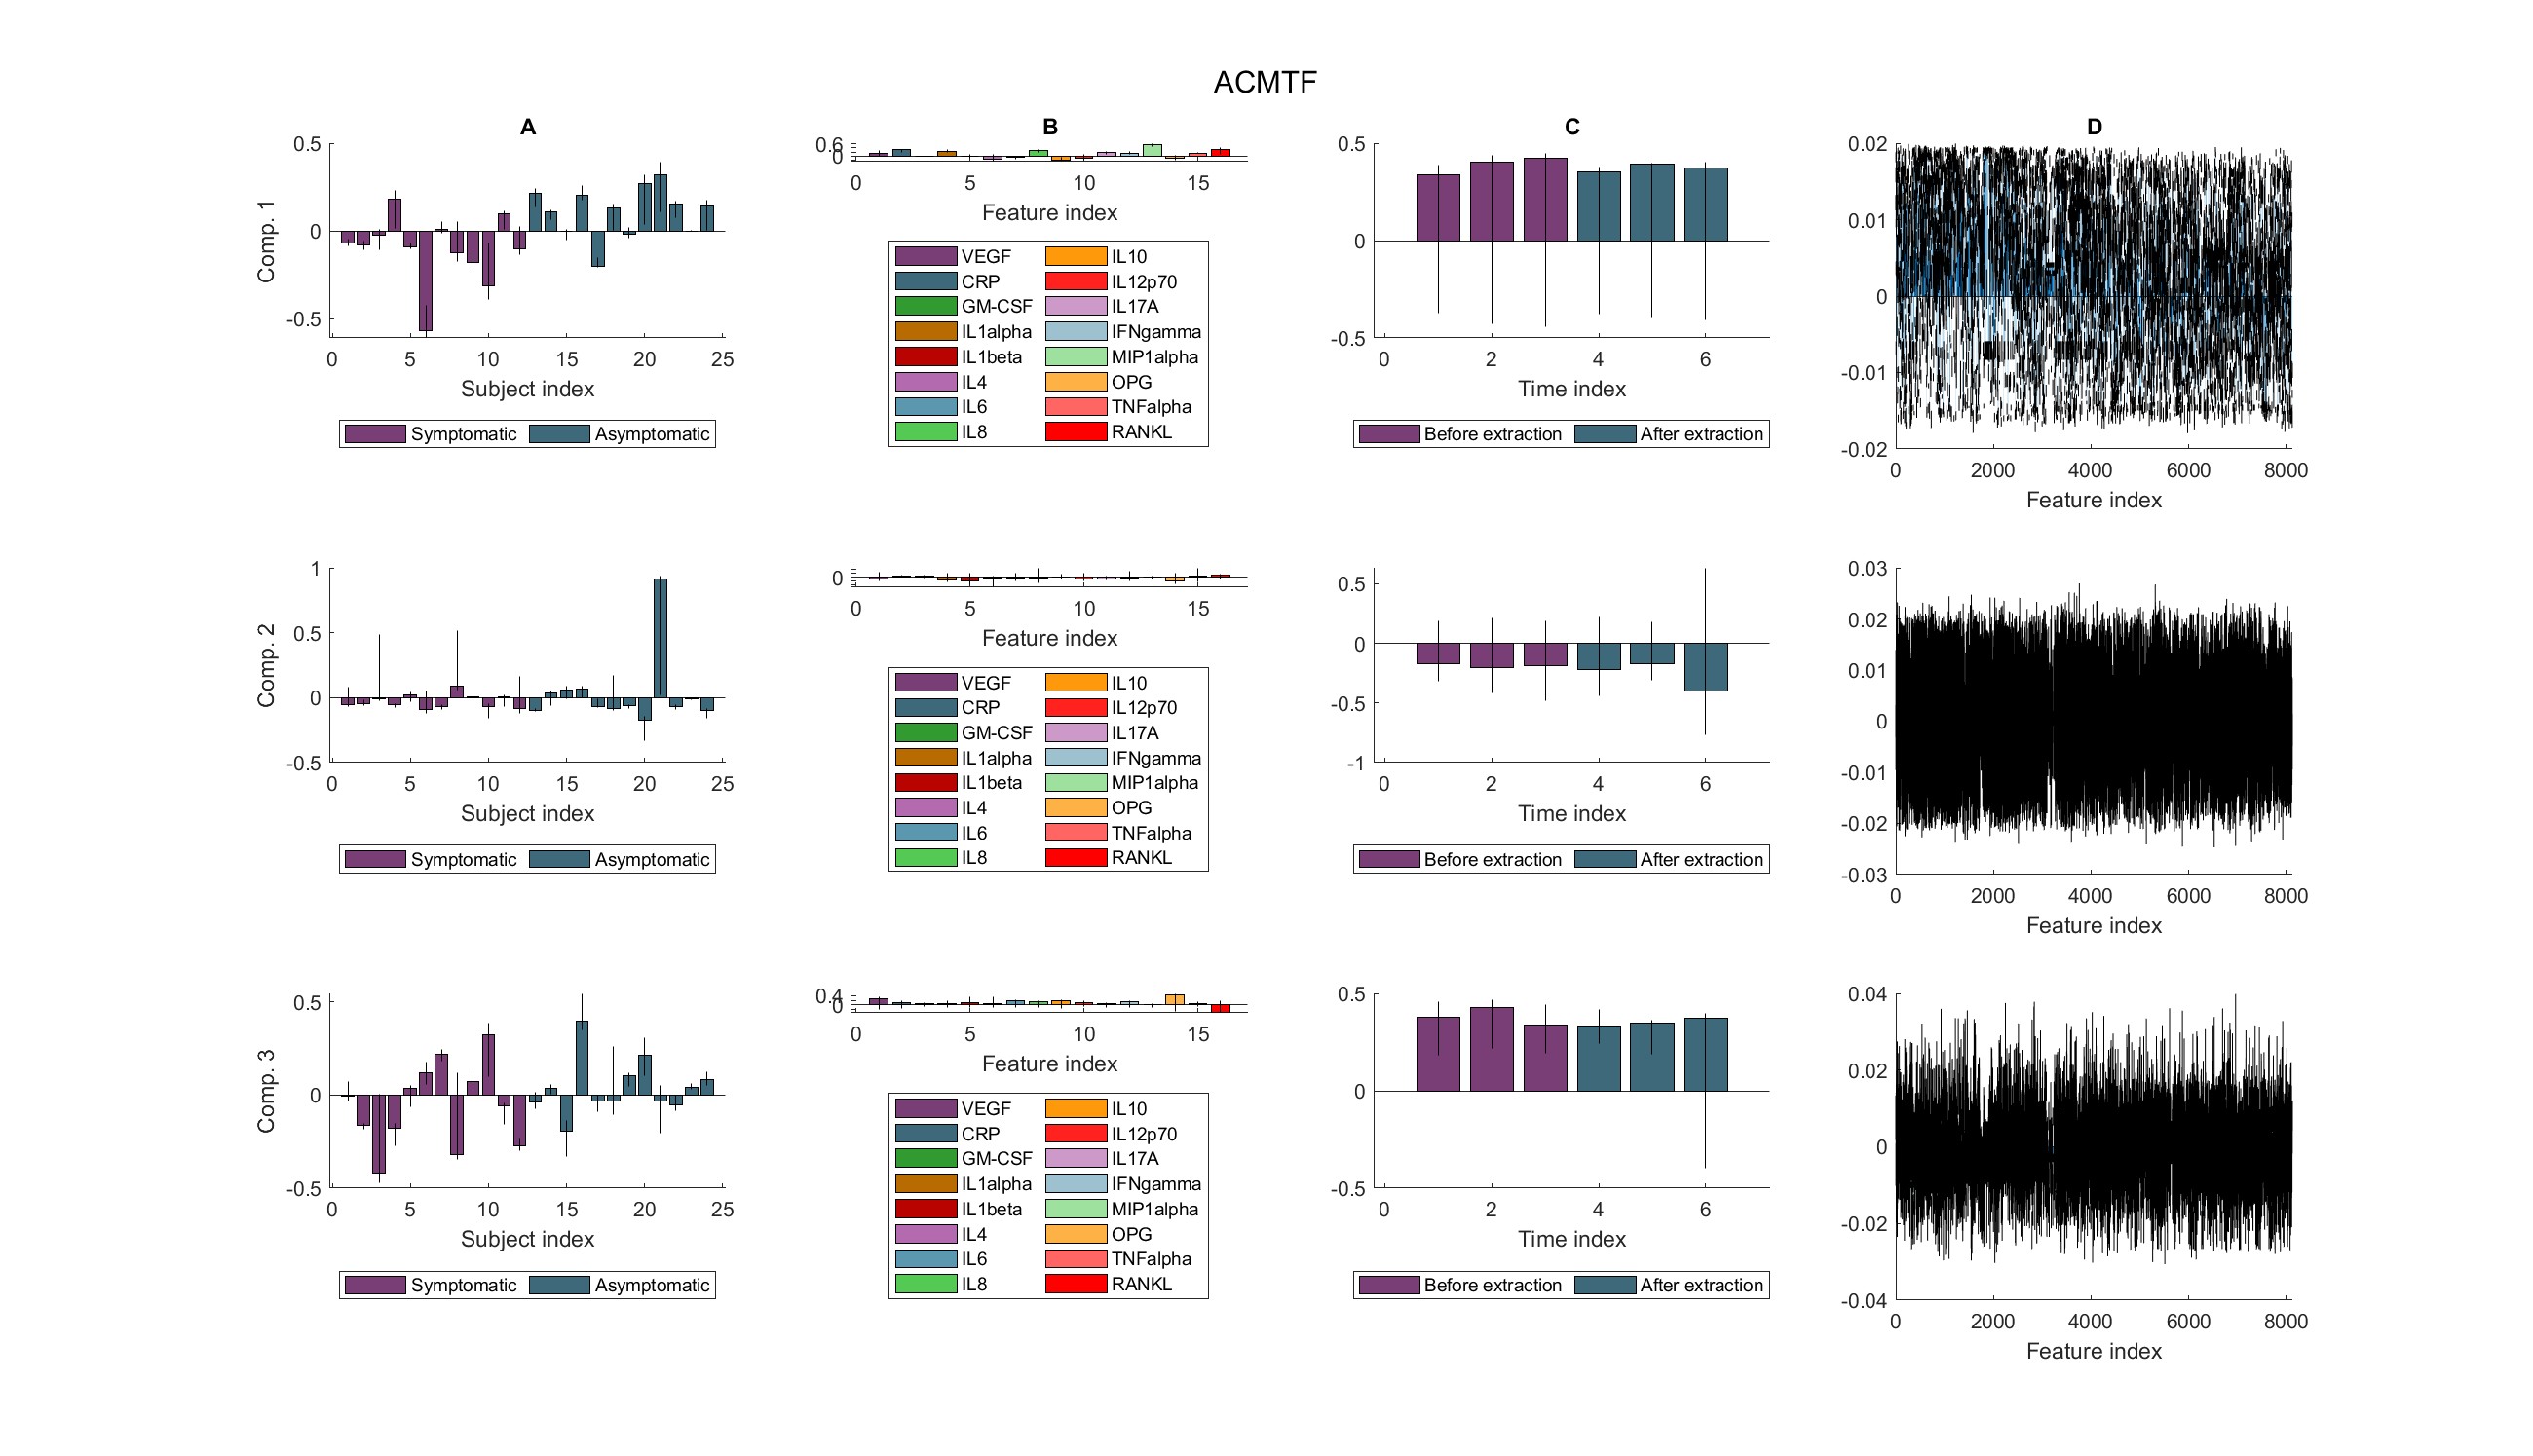 ACMTF
A
B
C
D
0.5
0
-0.5
Comp. 1
0 5 10 15 20 25
Subject index
Symptomatic Asymptomatic
0.6
0
0 5 10 15
Feature index
VEGF IL10
CRP IL12p70
GM-CSF IL17A
IL1alpha IFNgamma
IL1beta MIP1alpha
IL4 OPG
IL6 TNFalpha
IL8 RANKL
0.5
0
-0.5
0 2 4 6
Time index
Before extraction After extraction
0.02
0.01
0
-0.01
-0.02
0 2000 4000 6000 8000
Feature index
1
0.5
0
-0.5
Comp. 2
0 5 10 15 20 25
Subject index
Symptomatic Asymptomatic
0
0 5 10 15
Feature index
VEGF IL10
CRP IL12p70
GM-CSF IL17A
IL1alpha IFNgamma
IL1beta MIP1alpha
IL4 OPG
IL6 TNFalpha
IL8 RANKL
0.5
0
-0.5
-1
0 2 4 6
Time index
Before extraction After extraction
0.03
0.02
0.01
0
-0.01
-0.02
-0.03
0 2000 4000 6000 8000
Feature index
0.5
0
-0.5
Comp. 3
0 5 10 15 20 25
Subject index
Symptomatic Asymptomatic
0.4
0
0 5 10 15
Feature index
VEGF IL10
CRP IL12p70
GM-CSF IL17A
IL1alpha IFNgamma
IL1beta MIP1alpha
IL4 OPG
IL6 TNFalpha
IL8 RANKL
0.5
0
-0.5
0 2 4 6
Time index
Before extraction After extraction
0.04
0.02
0
-0.02
-0.04
0 2000 4000 6000 8000
Feature index